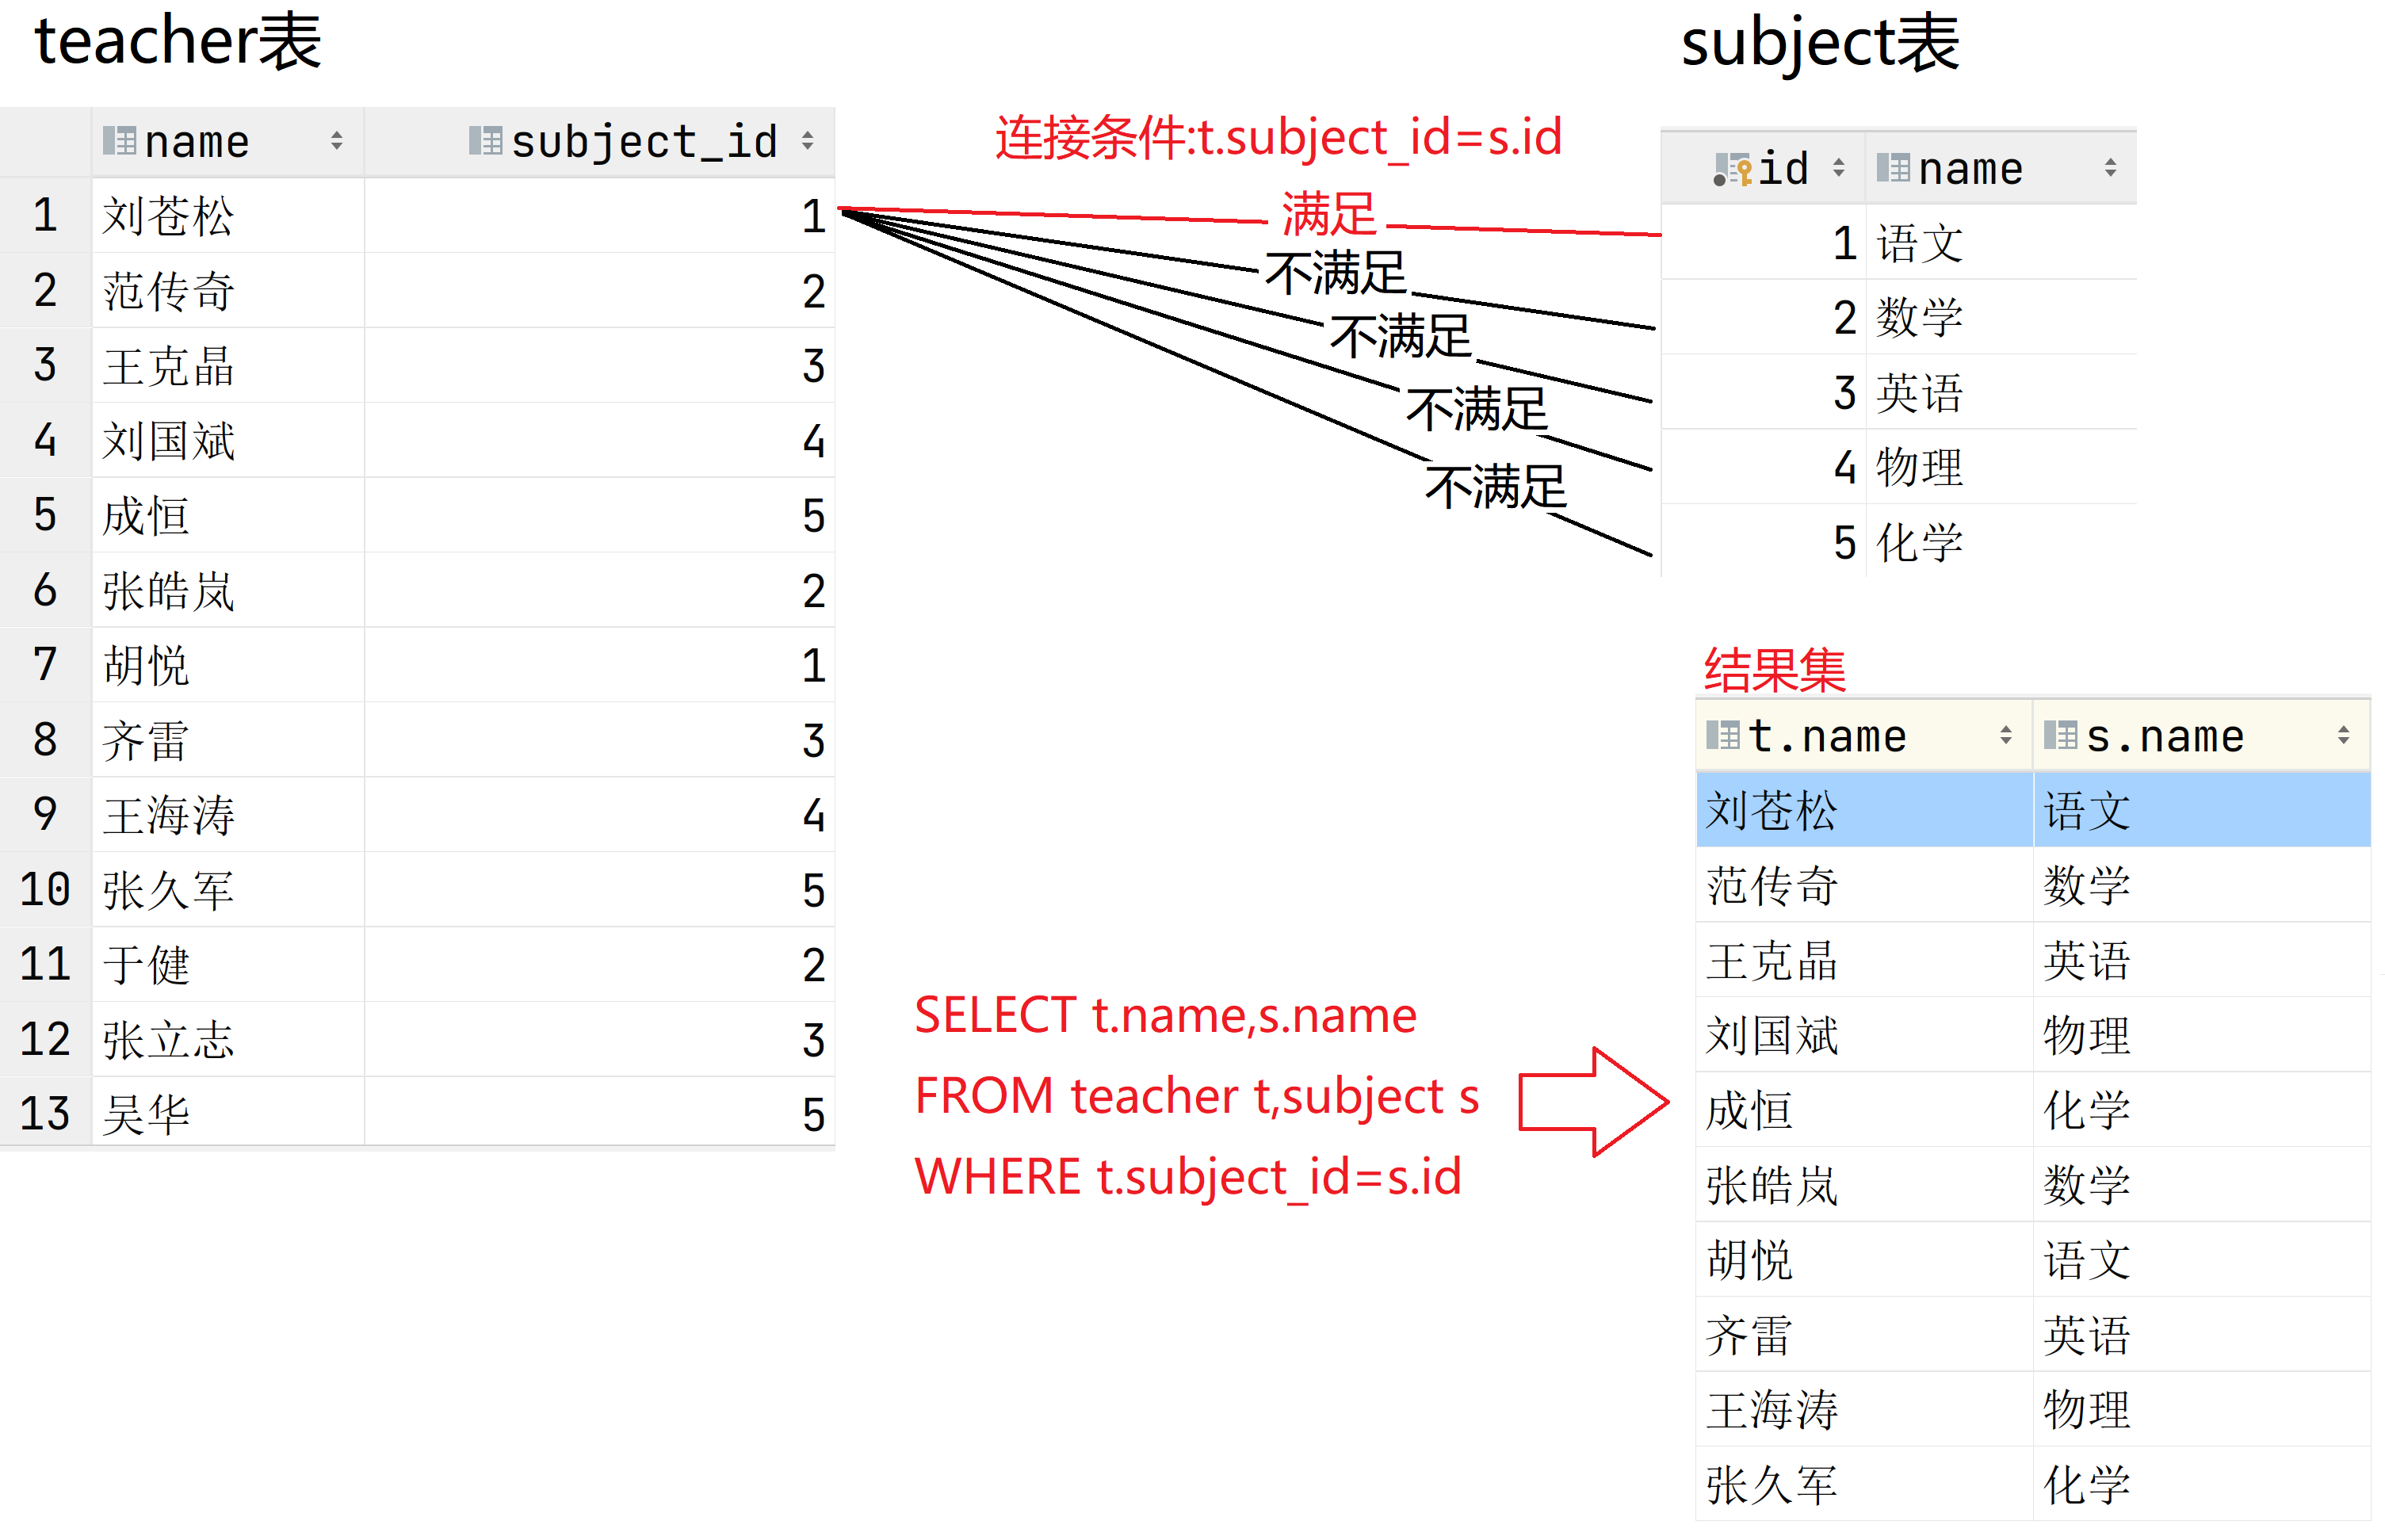 teacher表
name subject_id
1 刘苍松 1
2 范传奇 2
3 王克晶 3
4 刘国斌 4
5 成恒 5
6 张皓岚 2
7 胡悦 1
8 齐雷 3
9 王海涛 4
10 张久军 5
11 于健 2
12 张立志 3
13 吴华 5
连接条件:t.subject_id=s.id
满足
不满足
不满足
不满足
不满足
subject表
id name
1 语文
2 数学
3 英语
4 物理
5 化学
SELECT t.name,s.name
FROM teacher t,subject s
WHERE t.subject_id=s.id
结果集
t.name s.name
刘苍松 语文
范传奇 数学
王克晶 英语
刘国斌 物理
成恒 化学
张皓岚 数学
胡悦 语文
齐雷 英语
王海涛 物理
张久军 化学